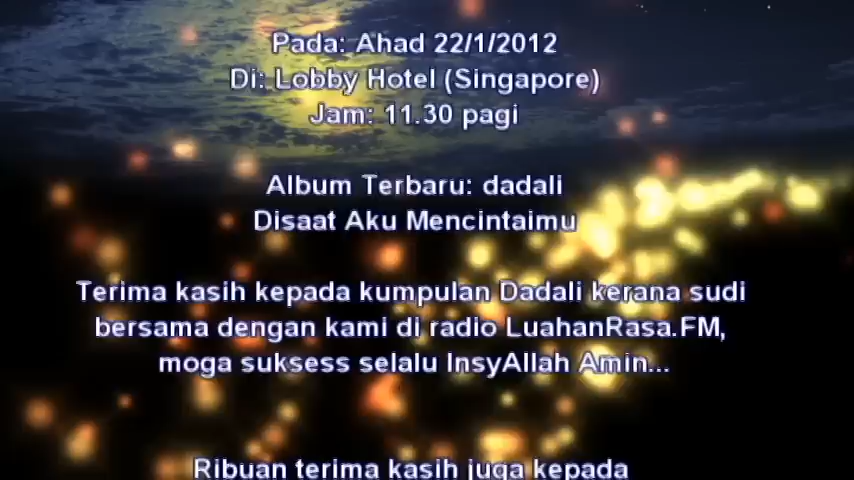 Pada: Ahad 22/1/2012
Di: Lobby Hotel (Singapore)
Jam: 11.30 pagi
Album Terbaru: dadali
Disaat Aku Mencintaimu
Terima kasih kepada kumpulan Dadali kerana sudi
bersama dengan kami di radio LuahanRasa.FM,
moga suksess selalu InsyAllah Amin...
Ribuan terima kasih juga kepada